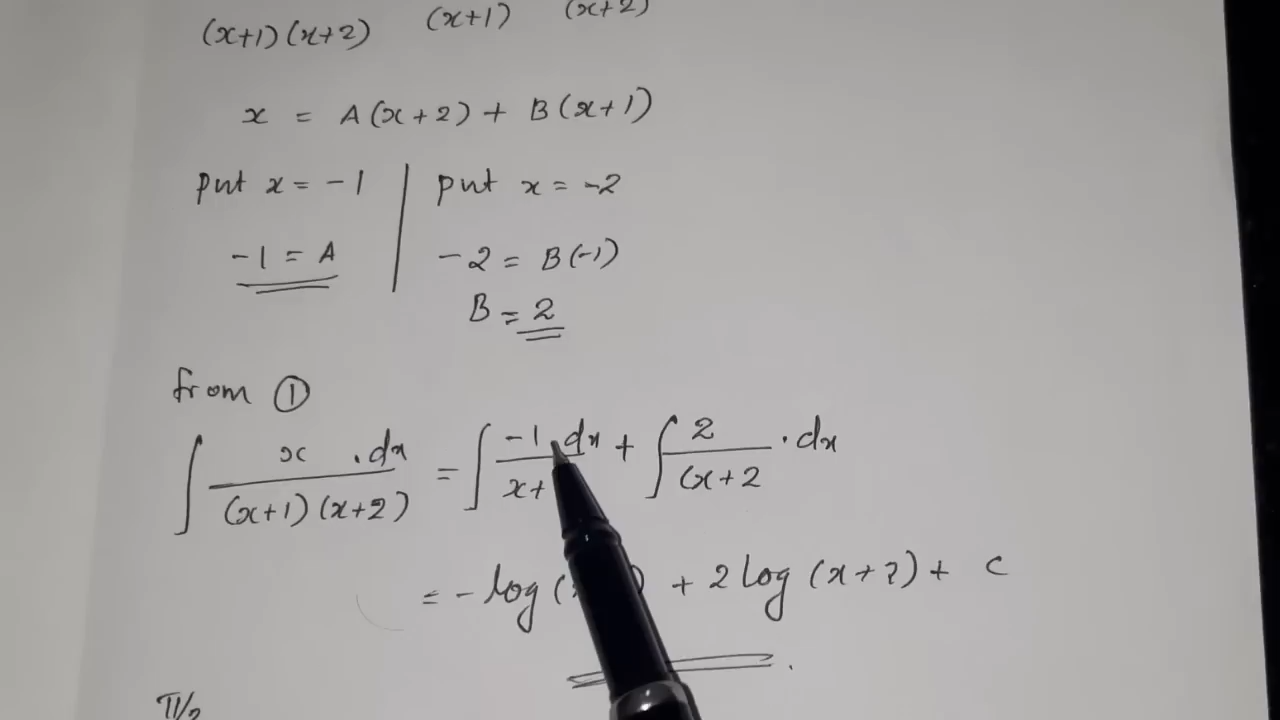 (x+1)(x+2) (x+1) (x+2)
x = A(x+2) + B(x+1)
put x = -1 | put x = -2
-1 = A | -2 = B(-1)
B = 2
from ①
∫ x .dx / (x+1)(x+2) = ∫ -1 .dx / x+ + ∫ 2 / (x+2 .dx
= -log( ) + 2 log (x+2) + c
π/2